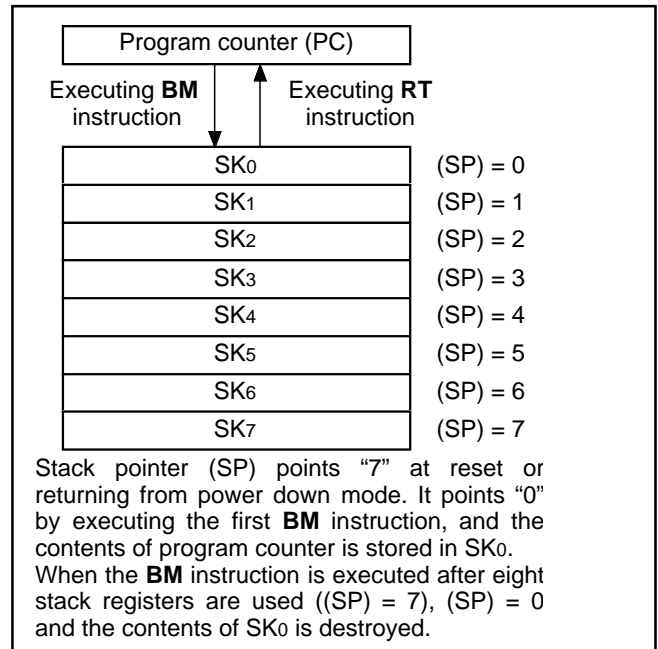 Program counter (PC)
Executing BM
instruction
Executing RT
instruction
SK0 (SP) = 0
SK1 (SP) = 1
SK2 (SP) = 2
SK3 (SP) = 3
SK4 (SP) = 4
SK5 (SP) = 5
SK6 (SP) = 6
SK7 (SP) = 7
Stack pointer (SP) points “7” at reset or
returning from power down mode. It points “0”
by executing the first BM instruction, and the
contents of program counter is stored in SK0.
When the BM instruction is executed after eight
stack registers are used ((SP) = 7), (SP) = 0
and the contents of SK0 is destroyed.